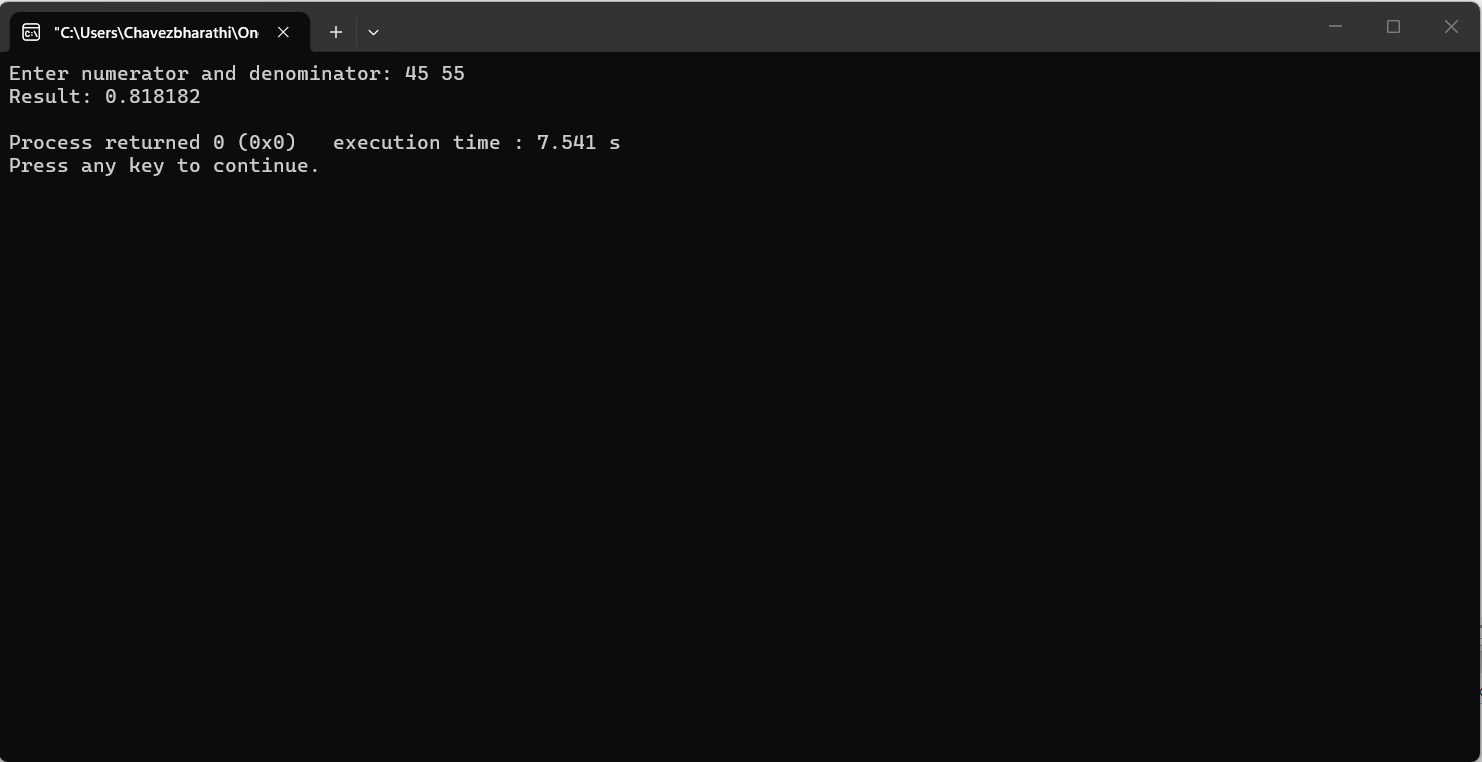 "C:\Users\Chavezbharathi\On
Enter numerator and denominator: 45 55
Result: 0.818182
Process returned 0 (0x0)   execution time : 7.541 s
Press any key to continue.